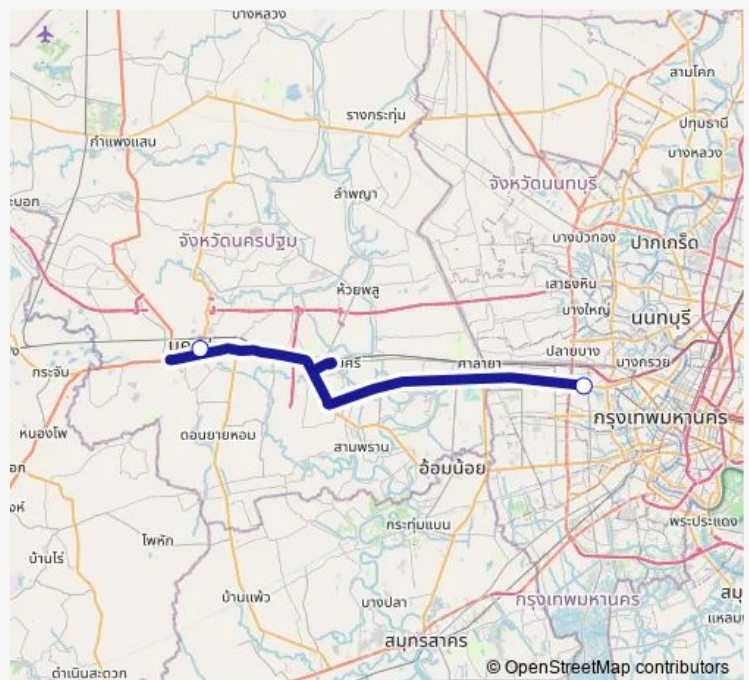 บางหลวง
สามโคก
รางกระทุ่ม
ปทุมธานี
กำแพงแสน
บางหลวง
จังหวัดนนทบุรี
ลำพญา
จังหวัดนครปฐม
บางบัวทอง
ปากเกร็ด
ห้วยพลู
เสาธงหิน
บางใหญ่
นนทบุรี
ปลายบาง
ศาลายา
บางกรวย
กระจับ
กรุงเทพมหานคร
หนองโพ
ดอนยายหอม
สามพราน
อ้อมน้อย
กระทุ่มแบน
พระประแดง
โพหัก
บ้านไร่
บ้านแพ้ว
บางปลา
กรุงเทพมหานคร
สมุทรสาคร
ดำเนินสะดวก
© OpenStreetMap contributors